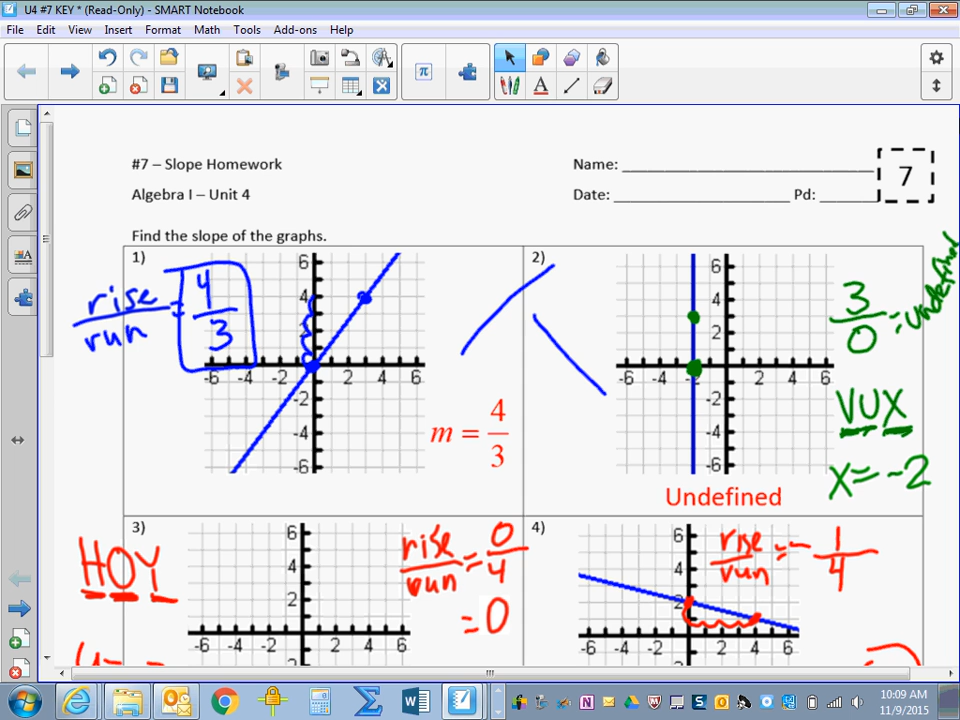 U4 #7 KEY * (Read-Only) - SMART Notebook
File Edit View Insert Format Math Tools Add-ons Help
π
A
#7 – Slope Homework
Name: ____________________
7
Algebra I – Unit 4
Date: ____________________ Pd: _______
Find the slope of the graphs.
1)
rise/run = 4/3
6
4
2
-6 -4 -2 2 4 6
-2
-4
-6
m = 4/3
2)
6
4
2
-6 -4 -2 2 4 6
-2
-4
-6
3/0 = undefined
VUX
x = -2
Undefined
3)
HOY
6
4
2
-6 -4 -2 2 4 6
-2
rise/run = 0/4
= 0
4)
6
4
2
-6 -4 -2 2 4 6
-2
rise/run = - 1/4
10:09 AM
11/9/2015